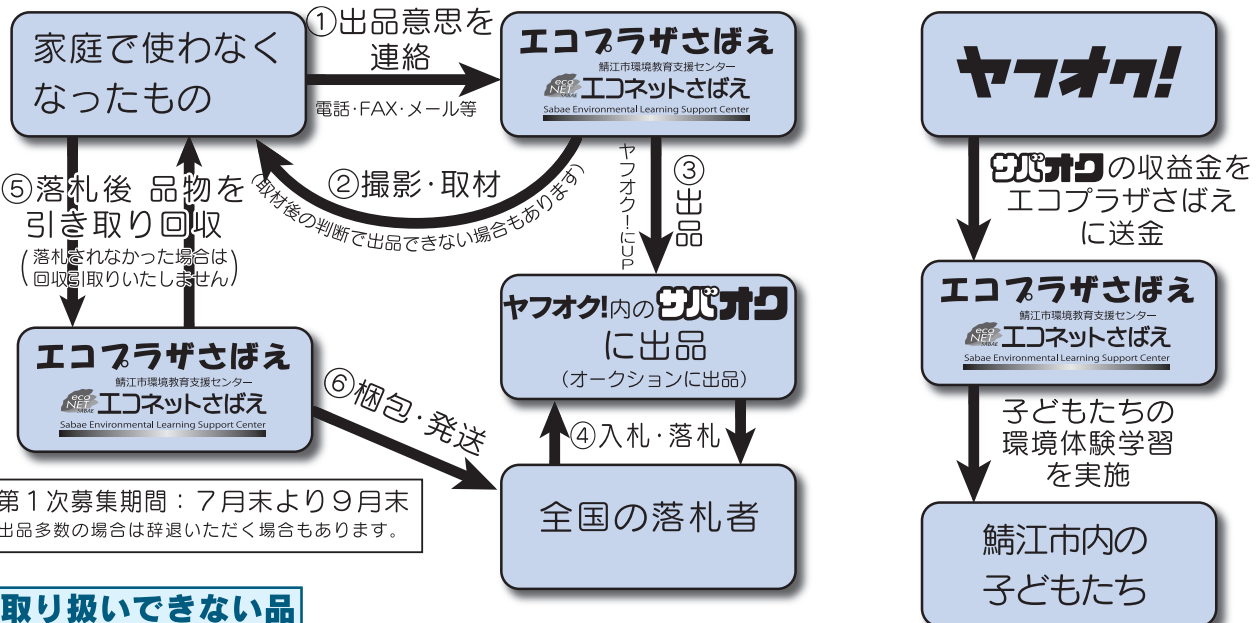 家庭で使わなく
なったもの
①出品意思を
連絡
電話・FAX・メール等
エコプラザさばえ
鯖江市環境教育支援センター
eco NET SABAE エコネットさばえ
Sabae Environmental Learning Support Center
②撮影・取材
(取材後の判断で出品できない場合もあります)
③出品
ヤフオク!にUP
ヤフオク!内のサバオク
に出品
(オークションに出品)
④入札・落札
全国の落札者
⑤落札後 品物を
引き取り回収
(落札されなかった場合は
回収引取りいたしません)
エコプラザさばえ
鯖江市環境教育支援センター
eco NET SABAE エコネットさばえ
Sabae Environmental Learning Support Center
⑥梱包・発送
第1次募集期間：7月末より9月末
出品多数の場合は辞退いただく場合もあります。
取り扱いできない品
ヤフオク!
サバオクの収益金を
エコプラザさばえ
に送金
エコプラザさばえ
鯖江市環境教育支援センター
eco NET SABAE エコネットさばえ
Sabae Environmental Learning Support Center
子どもたちの
環境体験学習
を実施
鯖江市内の
子どもたち